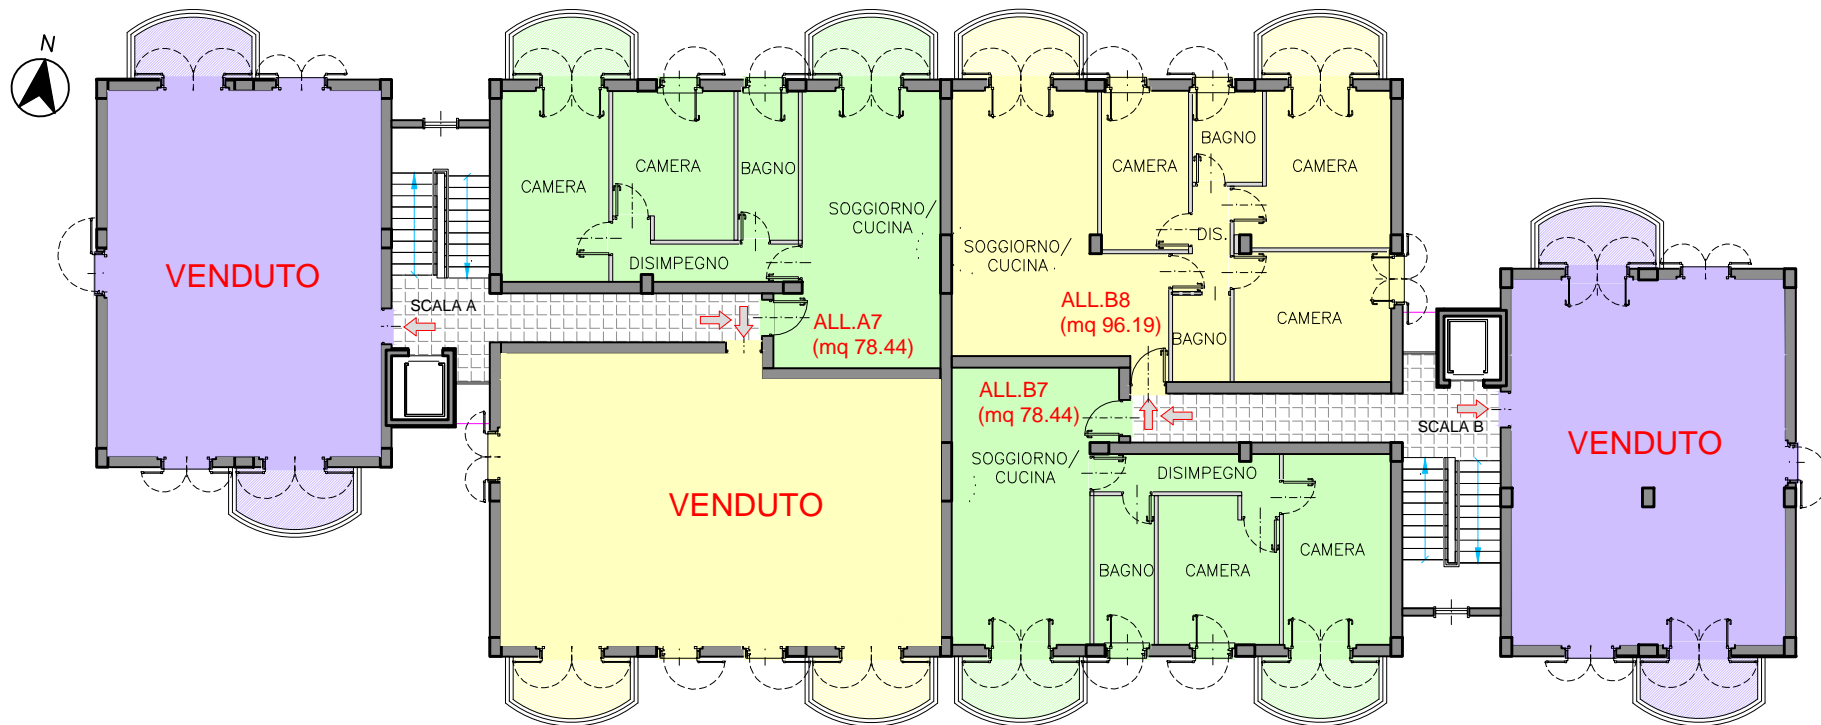 N
VENDUTO
SCALA A
CAMERA
CAMERA
BAGNO
SOGGIORNO/
CUCINA
DISIMPEGNO
ALL.A7
(mq 78.44)
VENDUTO
SOGGIORNO/
CUCINA
CAMERA
BAGNO
CAMERA
DIS.
ALL.B8
(mq 96.19)
BAGNO
CAMERA
ALL.B7
(mq 78.44)
SOGGIORNO/
CUCINA
DISIMPEGNO
BAGNO
CAMERA
CAMERA
SCALA B
VENDUTO